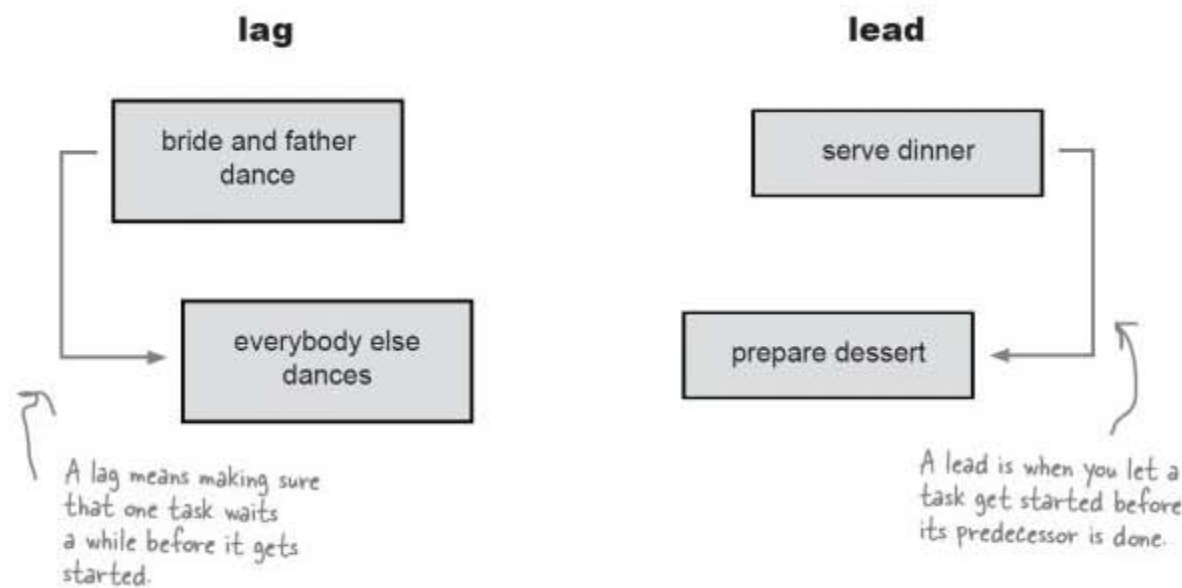 lag
bride and father
dance
everybody else
dances
A lag means making sure
that one task waits
a while before it gets
started.
lead
serve dinner
prepare dessert
A lead is when you let a
task get started before
its predecessor is done.